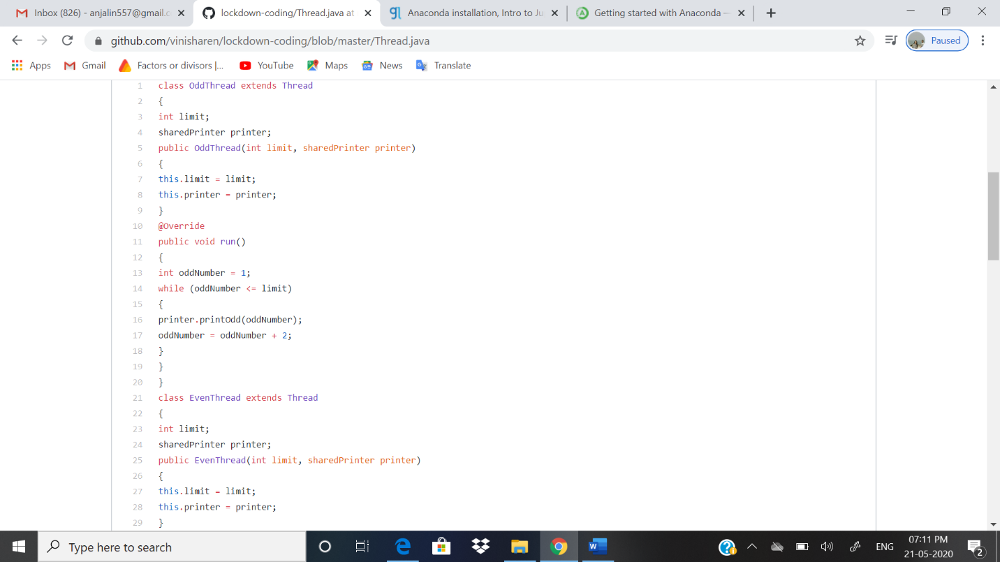 Inbox (826) - anjalin557@gmail.c
lockdown-coding/Thread.java at
Anaconda installation, Intro to Ju
Getting started with Anaconda —
github.com/vinisharen/lockdown-coding/blob/master/Thread.java
Paused
Apps
Gmail
Factors or divisors |...
YouTube
Maps
News
Translate
1 class OddThread extends Thread
2 {
3 int limit;
4 sharedPrinter printer;
5 public OddThread(int limit, sharedPrinter printer)
6 {
7 this.limit = limit;
8 this.printer = printer;
9 }
10 @Override
11 public void run()
12 {
13 int oddNumber = 1;
14 while (oddNumber <= limit)
15 {
16 printer.printOdd(oddNumber);
17 oddNumber = oddNumber + 2;
18 }
19 }
20 }
21 class EvenThread extends Thread
22 {
23 int limit;
24 sharedPrinter printer;
25 public EvenThread(int limit, sharedPrinter printer)
26 {
27 this.limit = limit;
28 this.printer = printer;
29 }
Type here to search
ENG
07:11 PM
21-05-2020
2